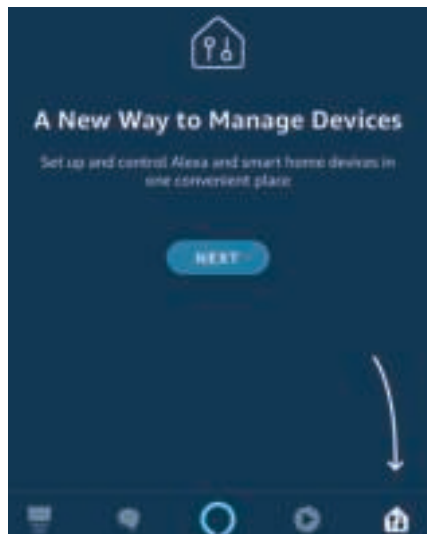 A New Way to Manage Devices
Set up and control Alexa and smart home devices in
one convenient place
NEXT